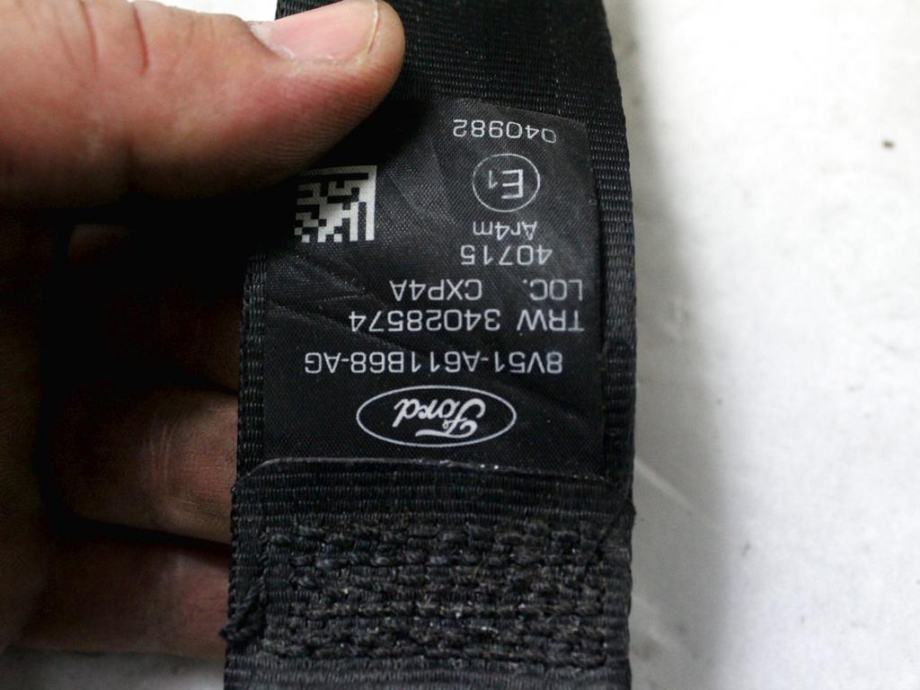 Ford
8V51-A611B68-AG
TRW 34028574
LOC. CXP4A
40715
Ar4m
E1
040982